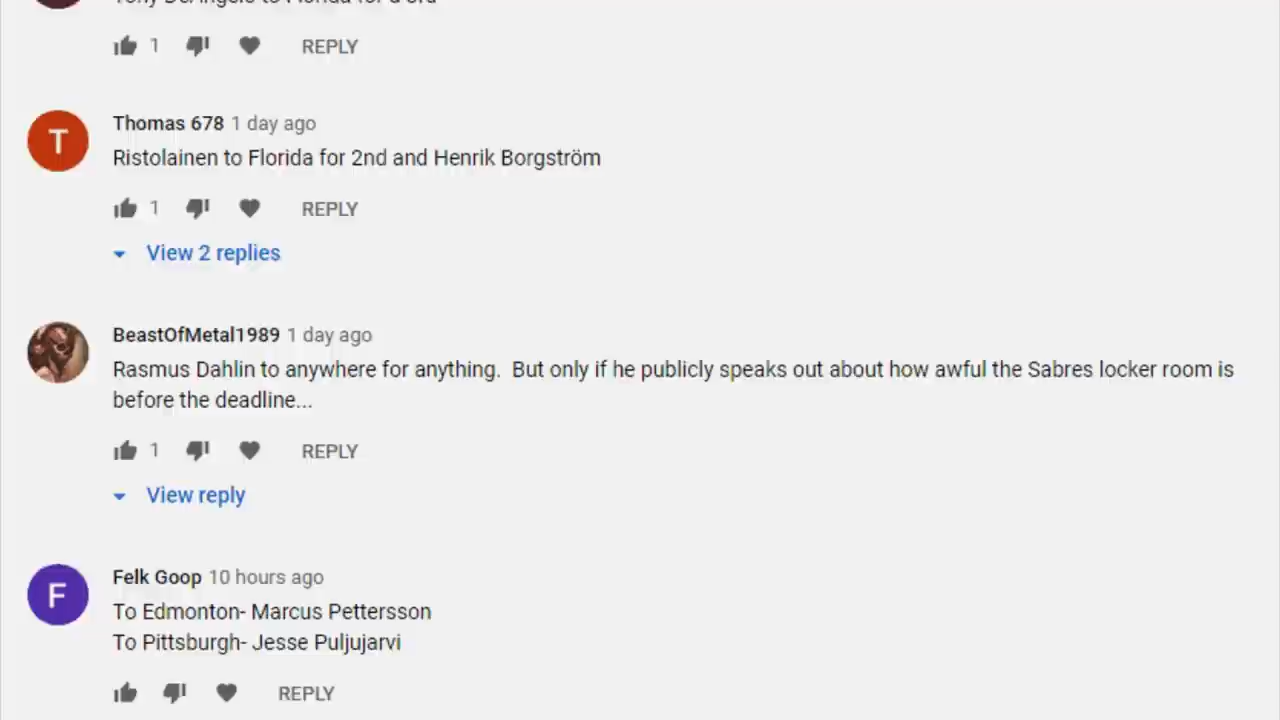 1 REPLY
T
Thomas 678 1 day ago
Ristolainen to Florida for 2nd and Henrik Borgström
1 REPLY
View 2 replies
BeastOfMetal1989 1 day ago
Rasmus Dahlin to anywhere for anything. But only if he publicly speaks out about how awful the Sabres locker room is
before the deadline...
1 REPLY
View reply
F
Felk Goop 10 hours ago
To Edmonton- Marcus Pettersson
To Pittsburgh- Jesse Puljujarvi
REPLY